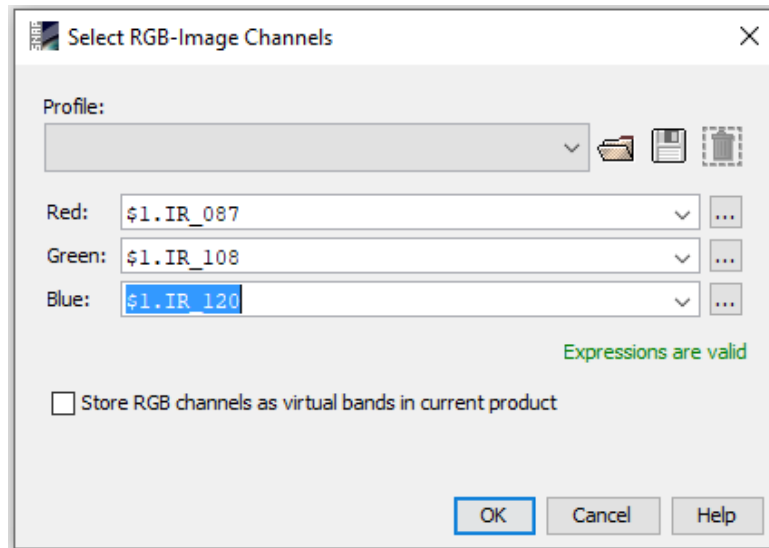 SNAP
Select RGB-Image Channels
Profile:
Red: $1.IR_087 ...
Green: $1.IR_108 ...
Blue: $1.IR_120 ...
Expressions are valid
Store RGB channels as virtual bands in current product
OK Cancel Help